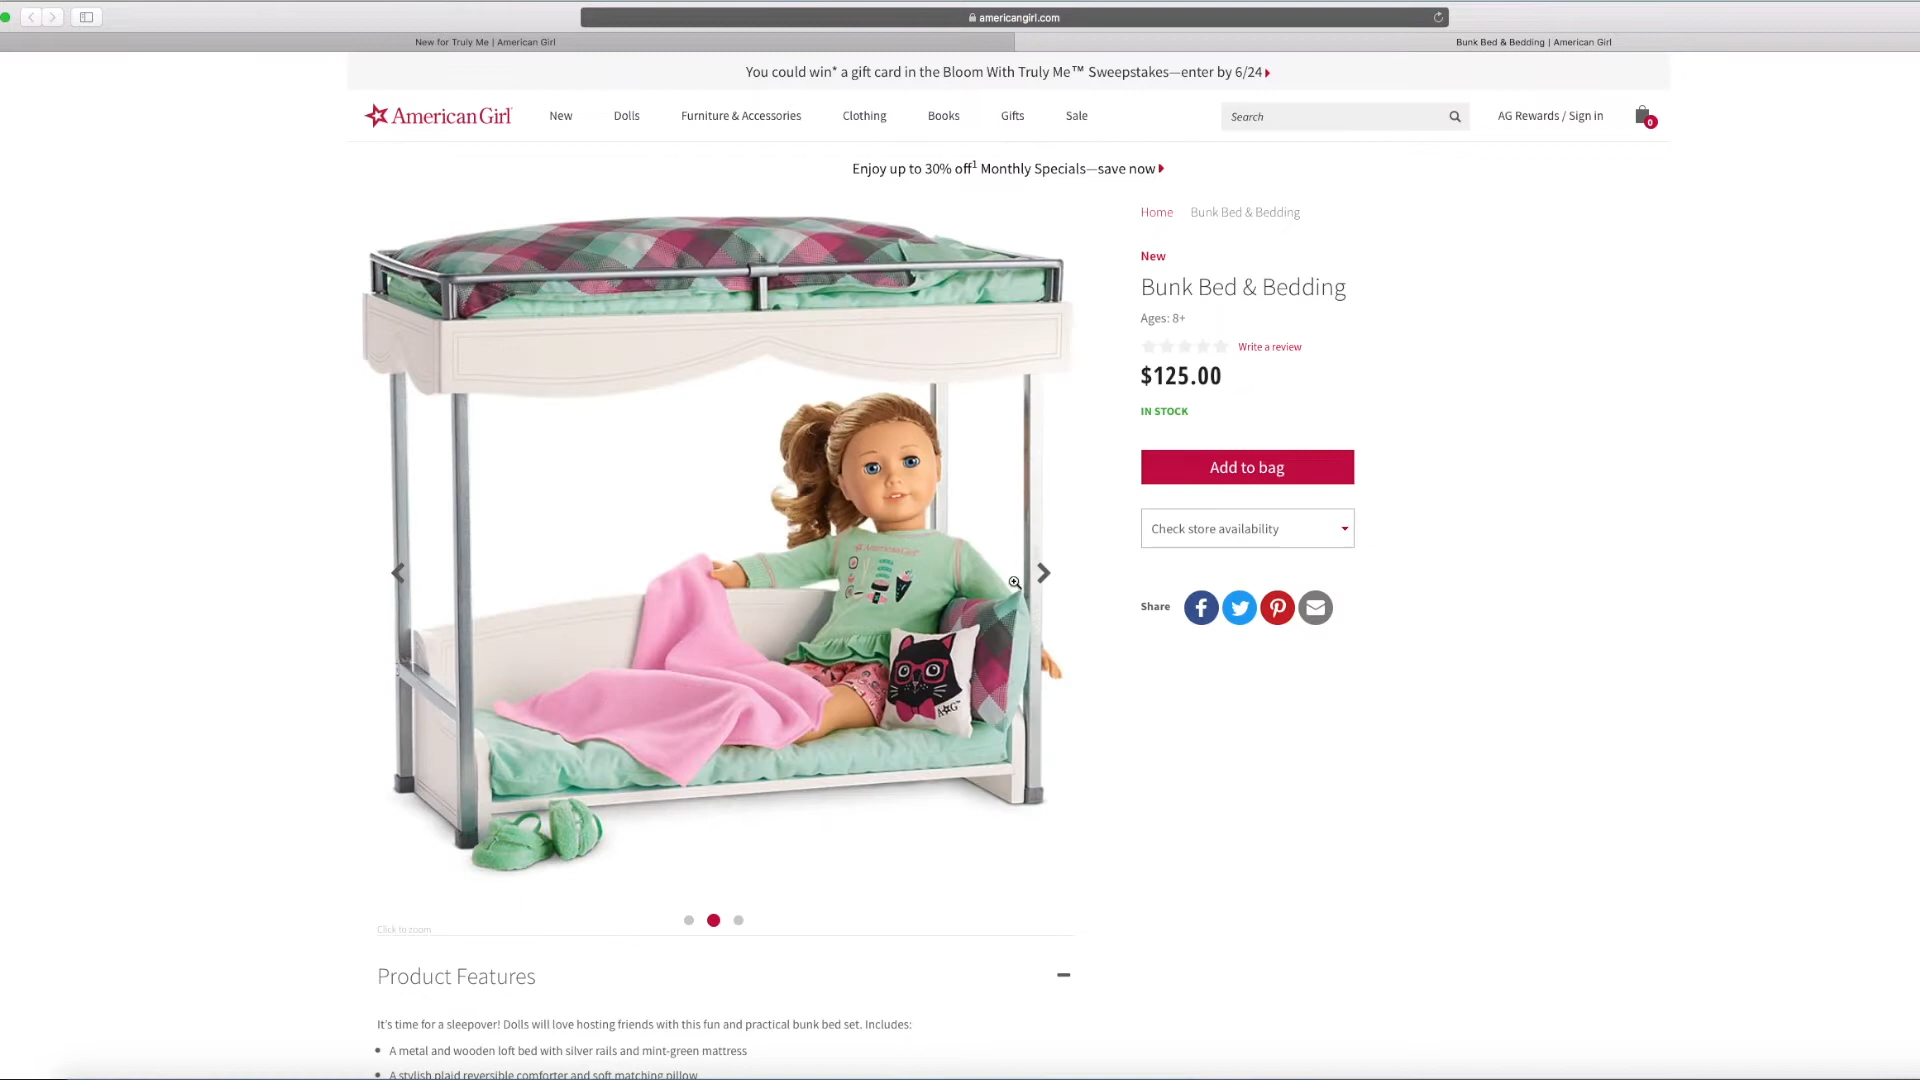 americangirl.com
New for Truly Me | American Girl
Bunk Bed & Bedding | American Girl
You could win* a gift card in the Bloom With Truly Me™ Sweepstakes—enter by 6/24
American Girl
New
Dolls
Furniture & Accessories
Clothing
Books
Gifts
Sale
Search
AG Rewards / Sign in
0
Enjoy up to 30% off¹ Monthly Specials—save now
Home
Bunk Bed & Bedding
New
Bunk Bed & Bedding
Ages: 8+
Write a review
$125.00
IN STOCK
Add to bag
Check store availability
Share
American Girl
A☆G™
Click to zoom
Product Features
It's time for a sleepover! Dolls will love hosting friends with this fun and practical bunk bed set. Includes:
A metal and wooden loft bed with silver rails and mint-green mattress
A stylish plaid reversible comforter and soft matching pillow